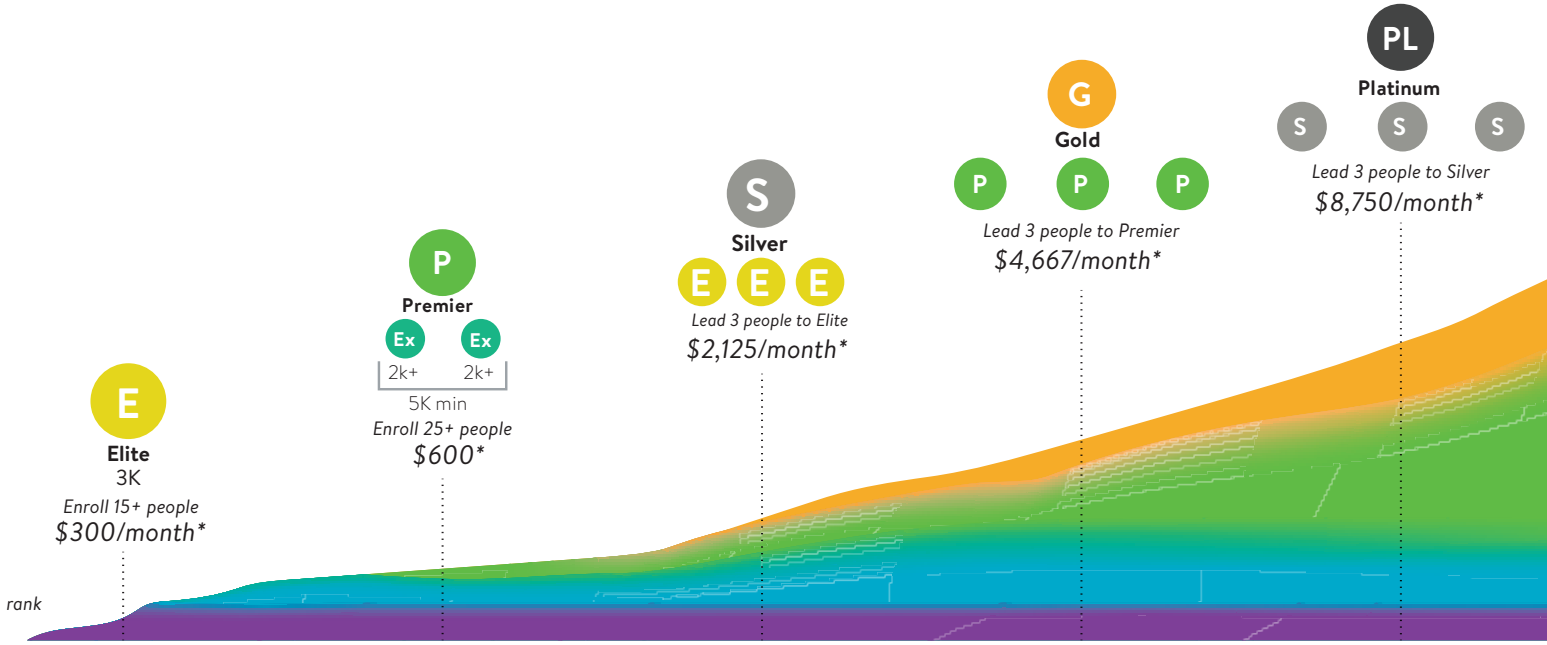 E
Elite
3K
Enroll 15+ people
$300/month*
P
Premier
Ex Ex
2k+ 2k+
5K min
Enroll 25+ people
$600*
S
Silver
E E E
Lead 3 people to Elite
$2,125/month*
G
Gold
P P P
Lead 3 people to Premier
$4,667/month*
PL
Platinum
S S S
Lead 3 people to Silver
$8,750/month*
rank